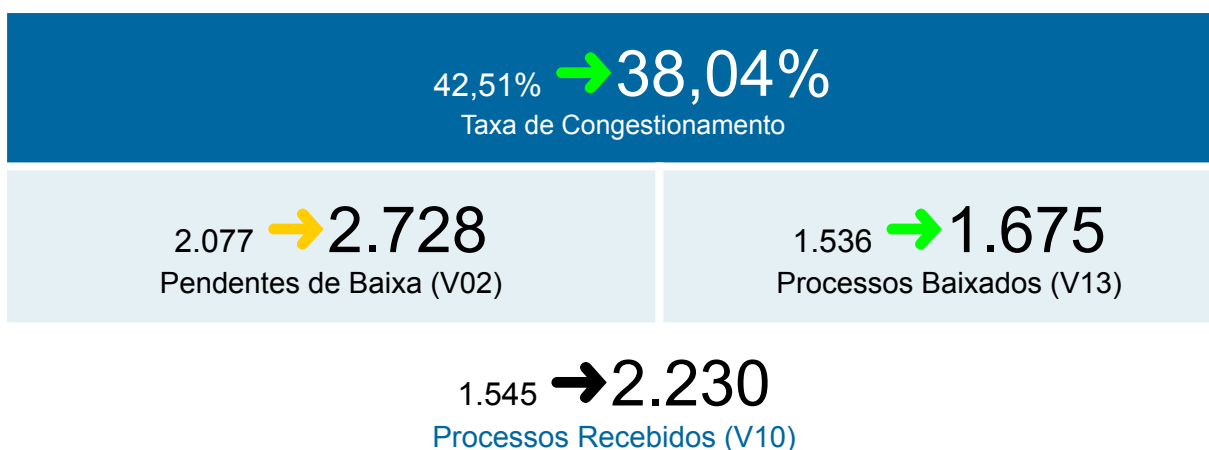 42,51% ➔ 38,04%
Taxa de Congestionamento
2.077 ➔ 2.728
Pendentes de Baixa (V02)
1.536 ➔ 1.675
Processos Baixados (V13)
1.545 ➔ 2.230
Processos Recebidos (V10)